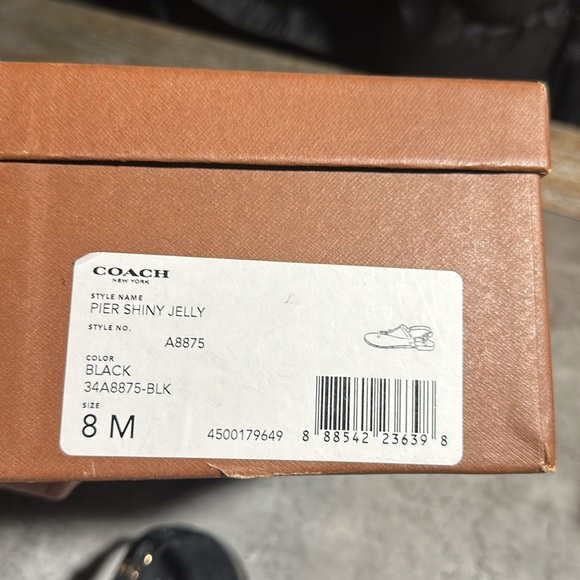 COACH
NEW YORK
STYLE NAME
PIER SHINY JELLY
STYLE NO.
A8875
COLOR
BLACK
34A8875-BLK
SIZE
8 M
4500179649
8 88542 23639 8